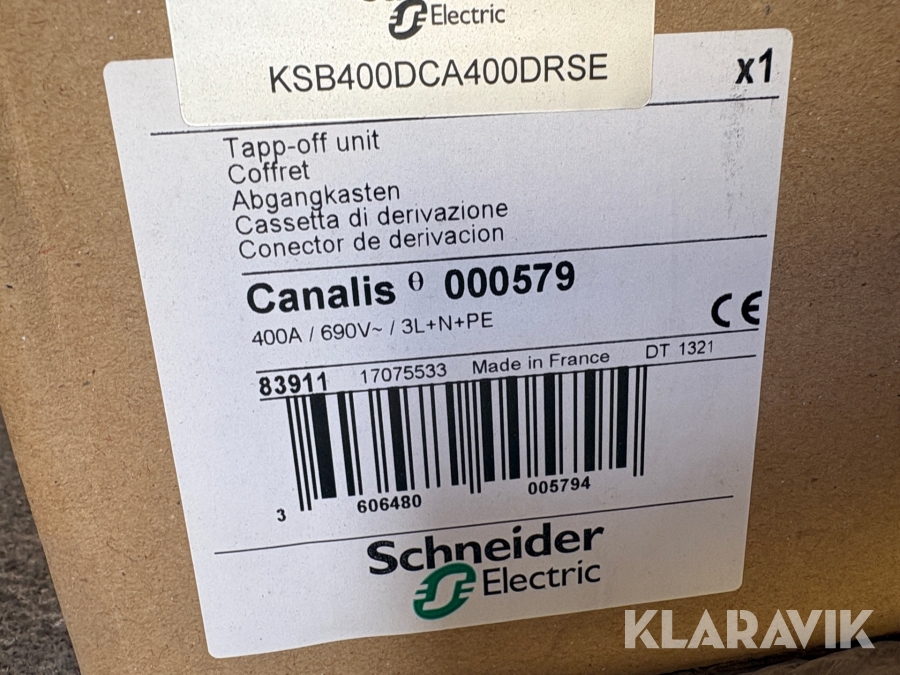 Electric
KSB400DCA400DRSE
x1
Tapp-off unit
Coffret
Abgangkasten
Cassetta di derivazione
Conector de derivacion
Canalis θ 000579
CE
400A / 690V~ / 3L+N+PE
83911 17075533 Made in France DT 1321
3 606480 005794
Schneider
Electric
KLARAVIK